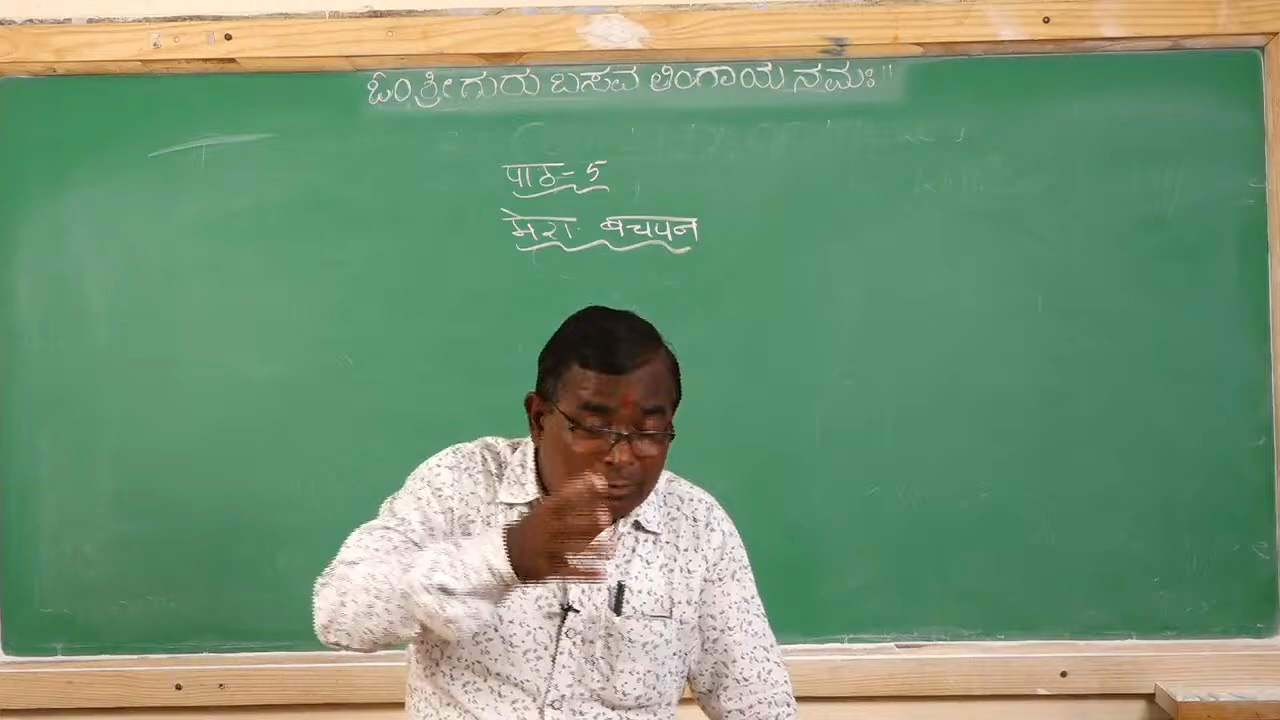 ಓಂ ಶ್ರೀ ಗುರು ಬಸವ ಲಿಂಗಾಯ ನಮಃ ||
पाठ - 5
मेरा बचपन